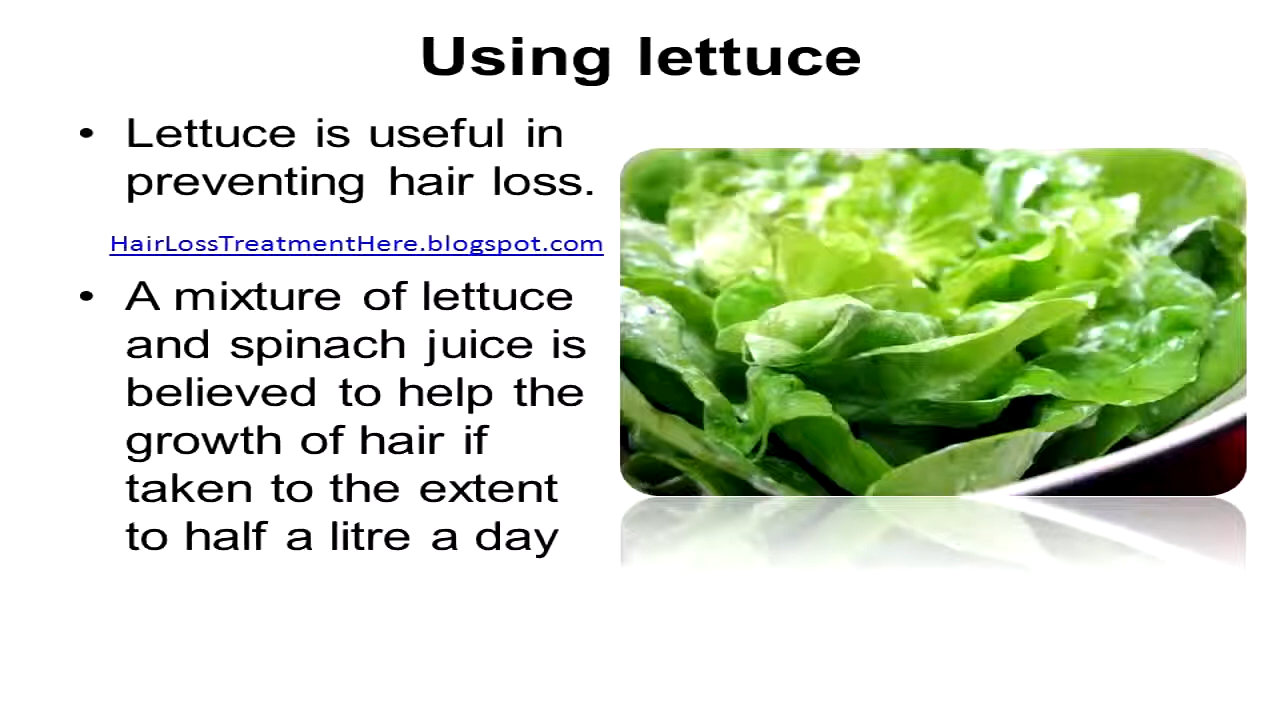 Using lettuce
• Lettuce is useful in
preventing hair loss.
HairLossTreatmentHere.blogspot.com
• A mixture of lettuce
and spinach juice is
believed to help the
growth of hair if
taken to the extent
to half a litre a day